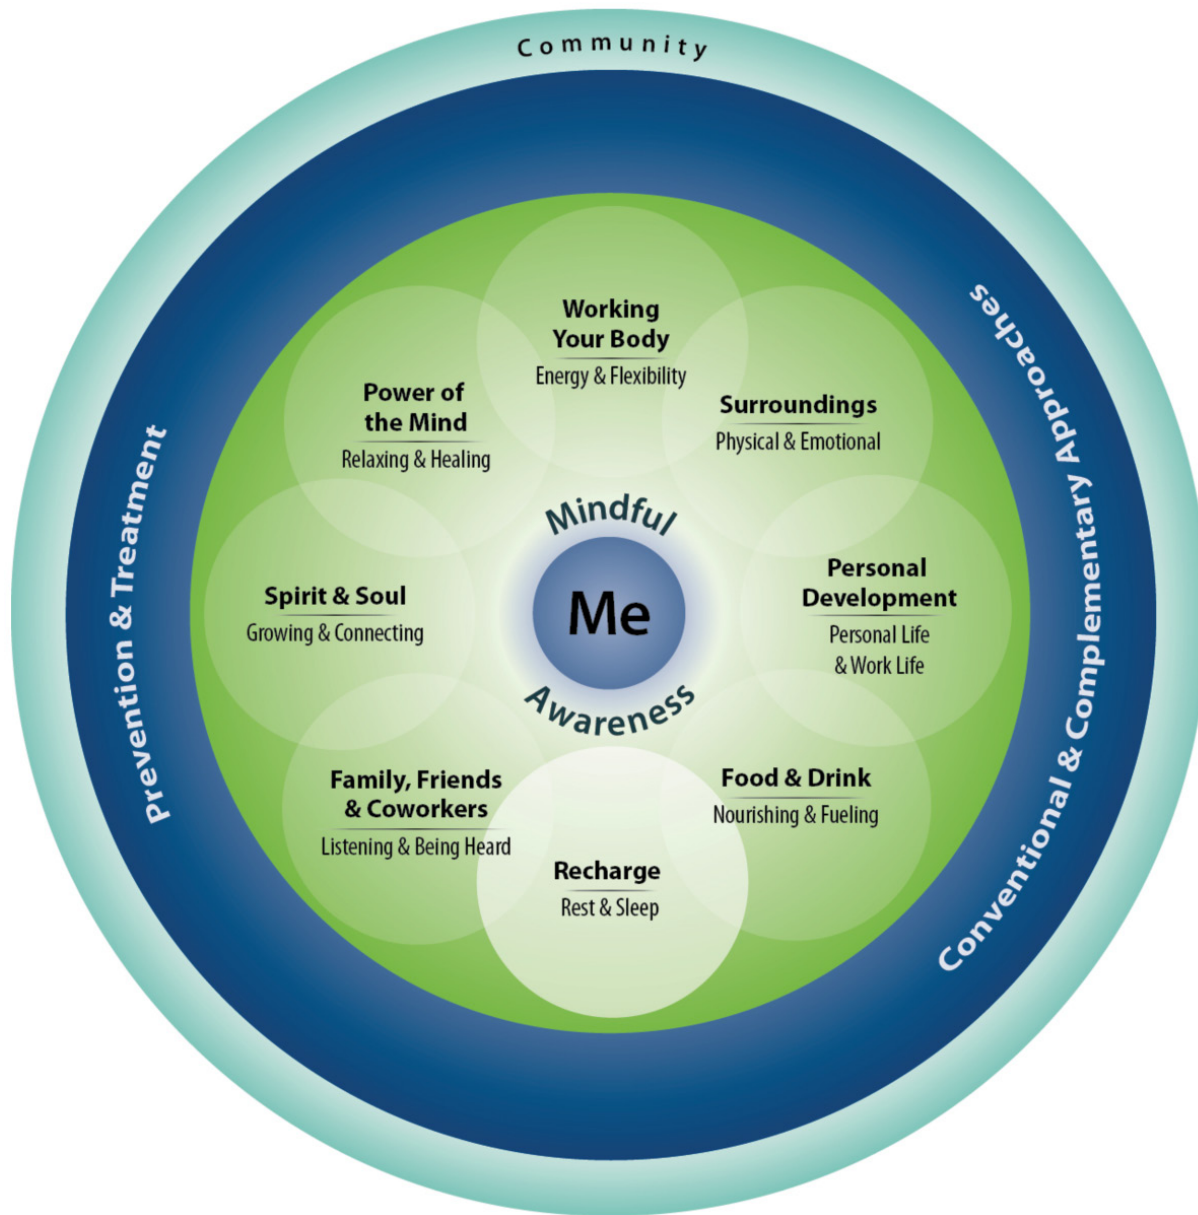 Community
Prevention & Treatment
Conventional & Complementary Approaches
Working
Your Body
Energy & Flexibility
Surroundings
Physical & Emotional
Personal
Development
Personal Life
& Work Life
Food & Drink
Nourishing & Fueling
Recharge
Rest & Sleep
Family, Friends
& Coworkers
Listening & Being Heard
Spirit & Soul
Growing & Connecting
Power of
the Mind
Relaxing & Healing
Mindful
Me
Awareness